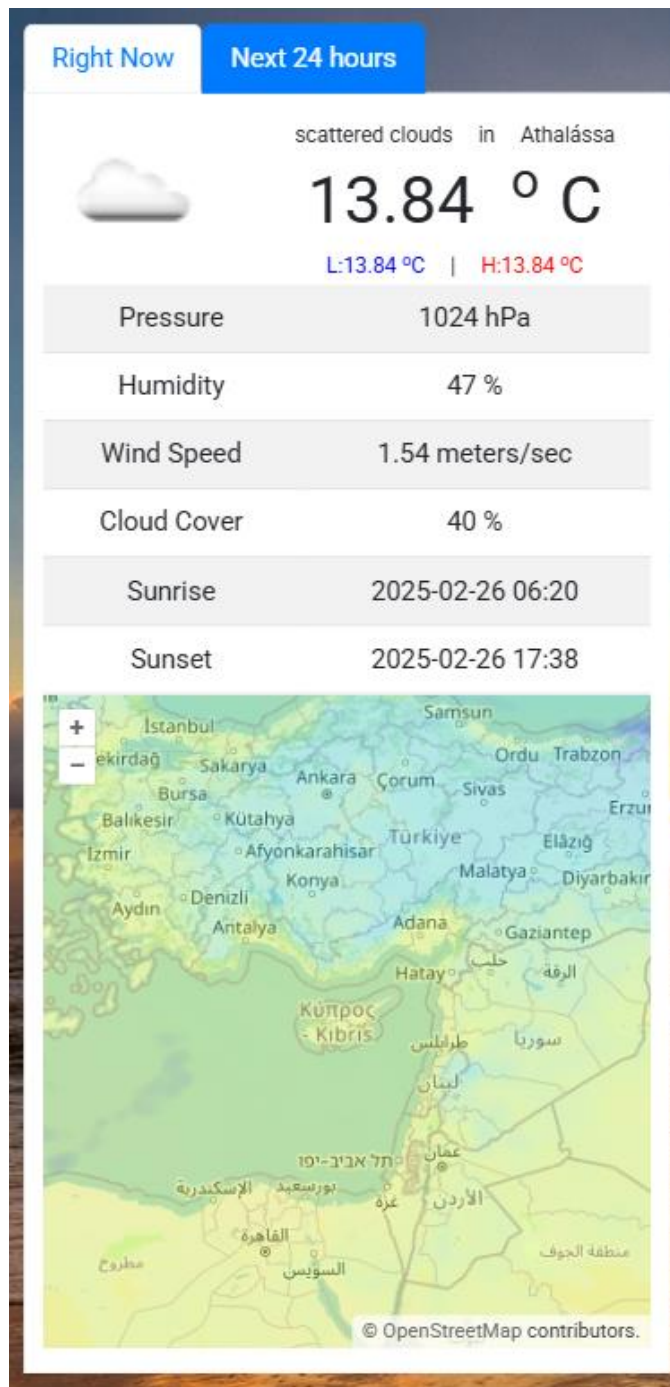 Right Now Next 24 hours
scattered clouds in Athalássa
13.84 º C
L:13.84 ºC | H:13.84 ºC
Pressure 1024 hPa
Humidity 47 %
Wind Speed 1.54 meters/sec
Cloud Cover 40 %
Sunrise 2025-02-26 06:20
Sunset 2025-02-26 17:38
+
−
Samsun
İstanbul
ekirdağ
Sakarya
Ordu Trabzon
Ankara
Çorum
Sivas
Bursa
Erzur
Balıkesir
Kütahya
Türkiye
Elâzığ
İzmir
Afyonkarahisar
Malatya
Diyarbakır
Konya
Denizli
Aydın
Antalya
Adana
Gaziantep
حلب
Hatay
الرقة
Κύπρος
- Kıbrıs
طرابلس
سوريا
لبنان
תל אביב-יפו
عمان
الإسكندرية
بورسعيد
غزة
الأردن
القاهرة
منطقة الجوف
مطروح
السويس
© OpenStreetMap contributors.